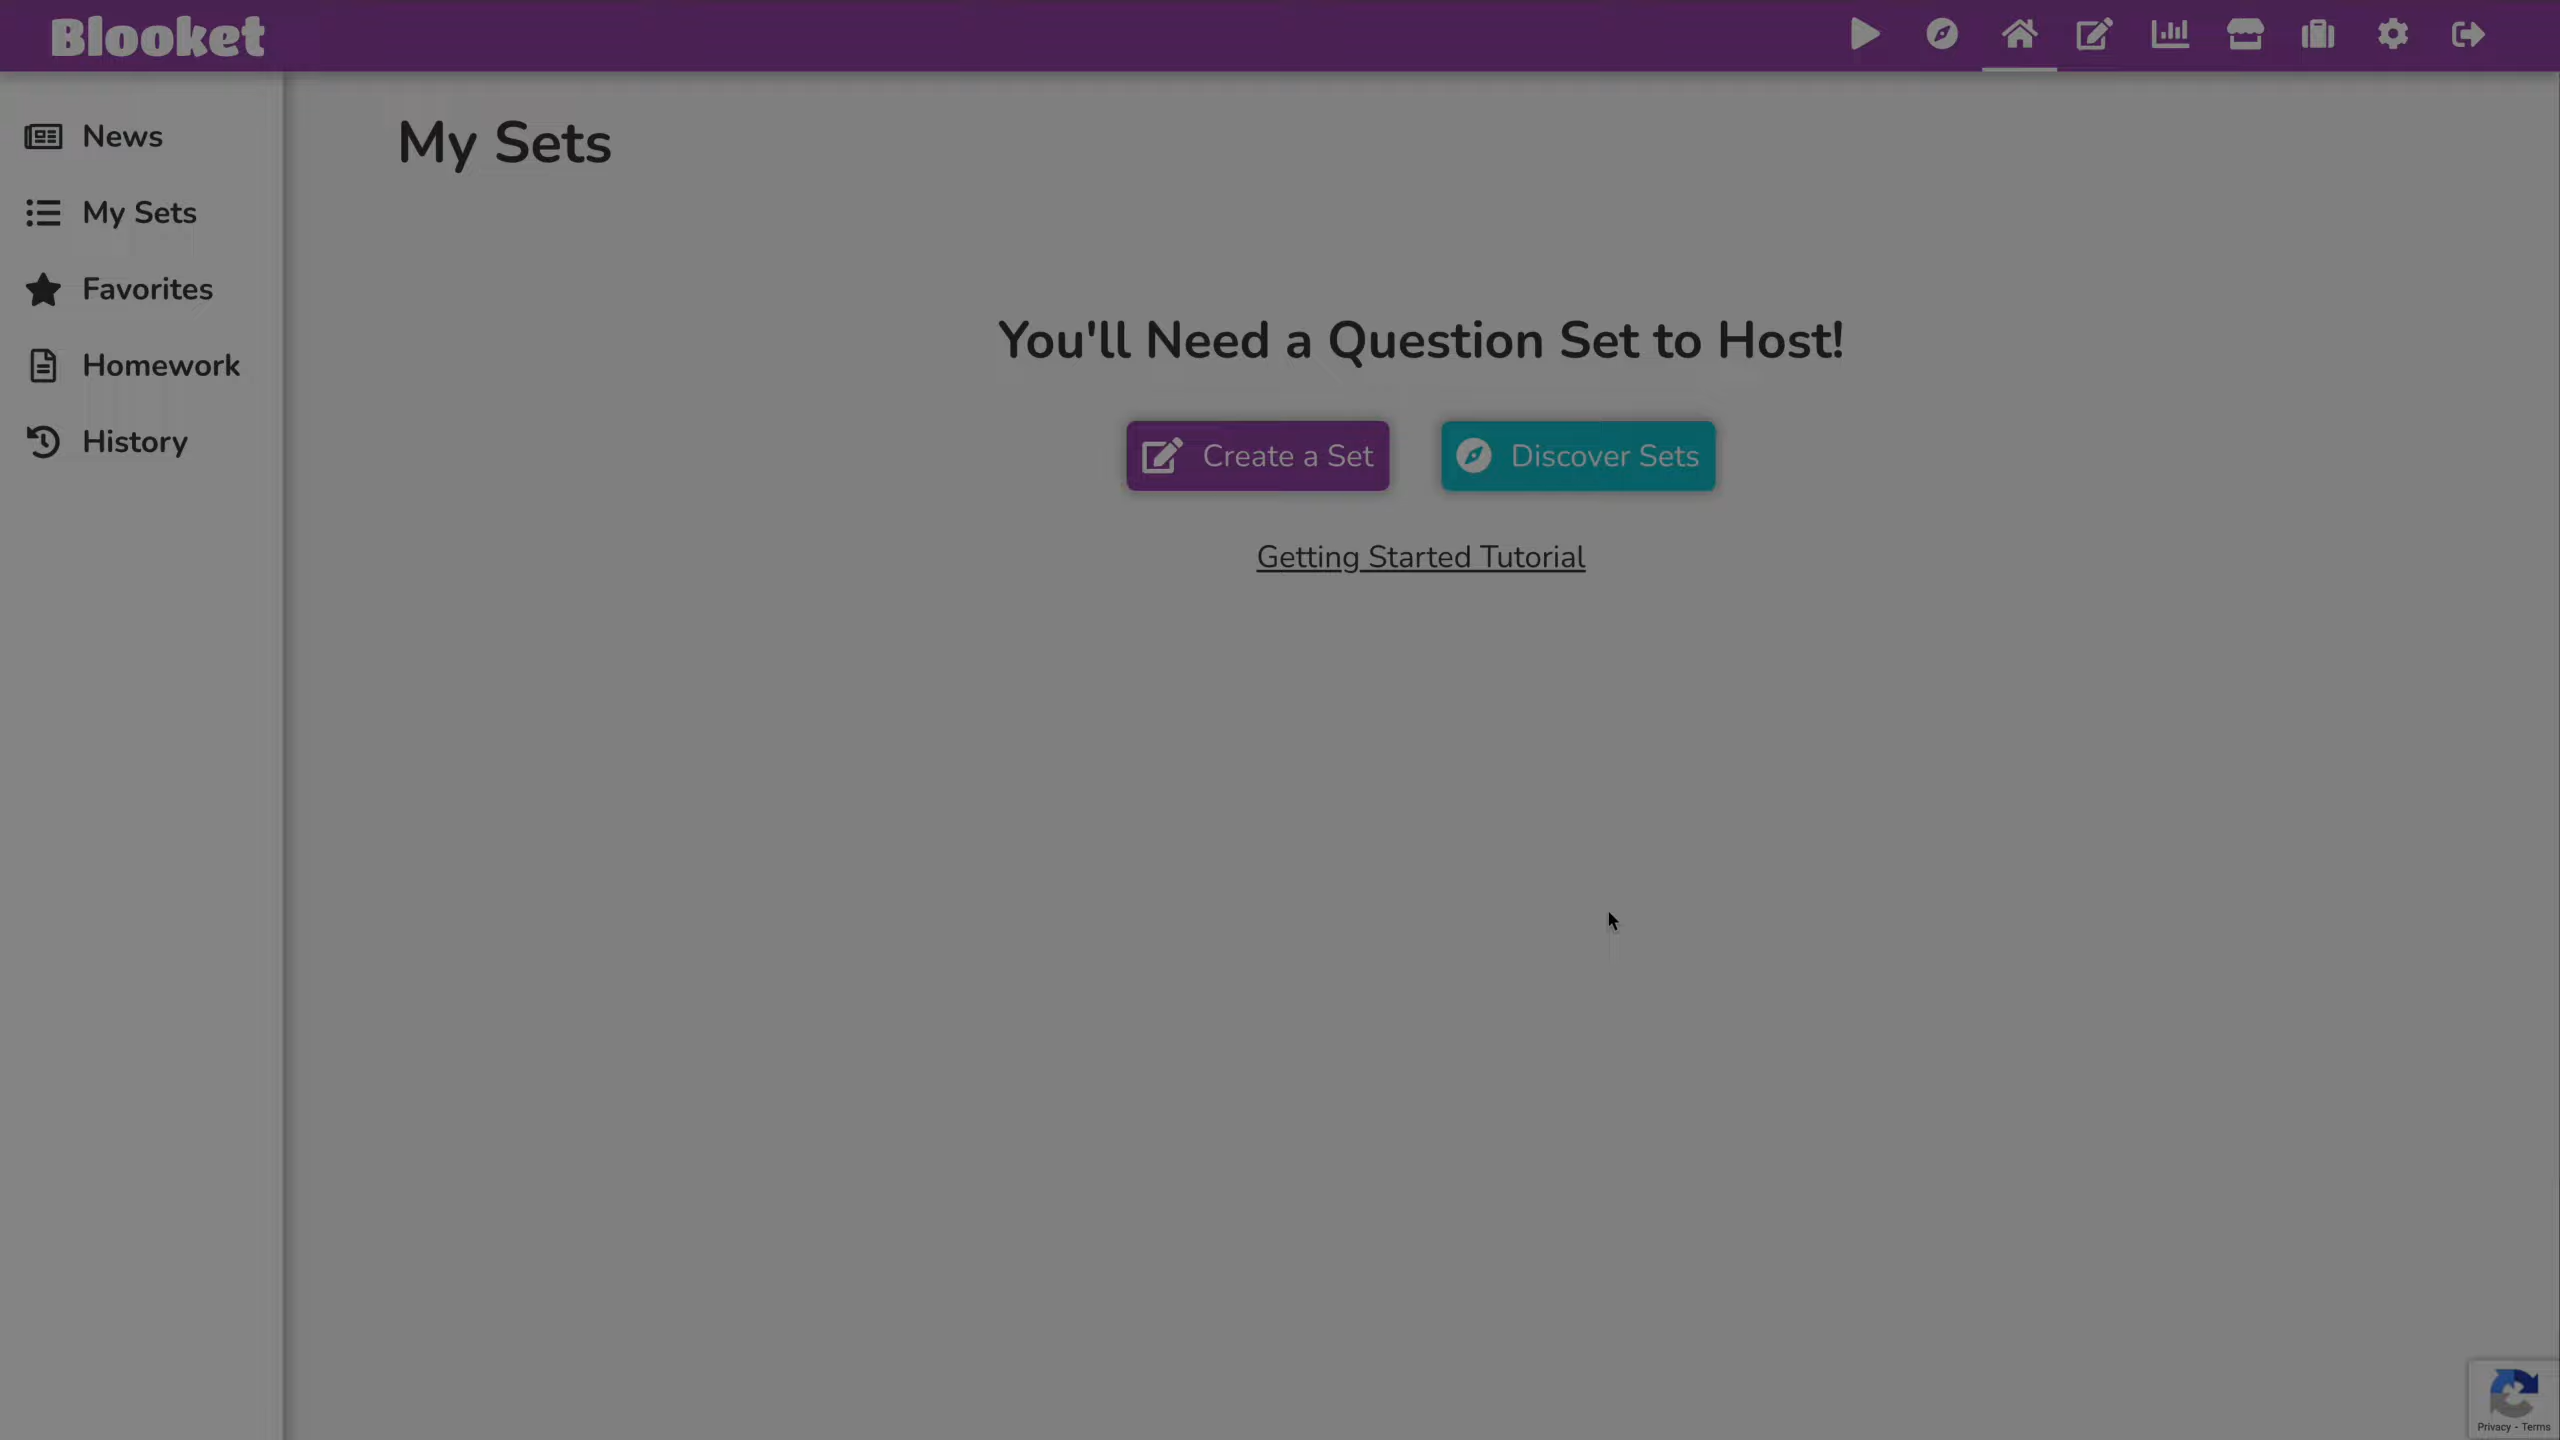 Blooket
News
My Sets
Favorites
Homework
History
My Sets
You'll Need a Question Set to Host!
Create a Set
Discover Sets
Getting Started Tutorial
Privacy - Terms